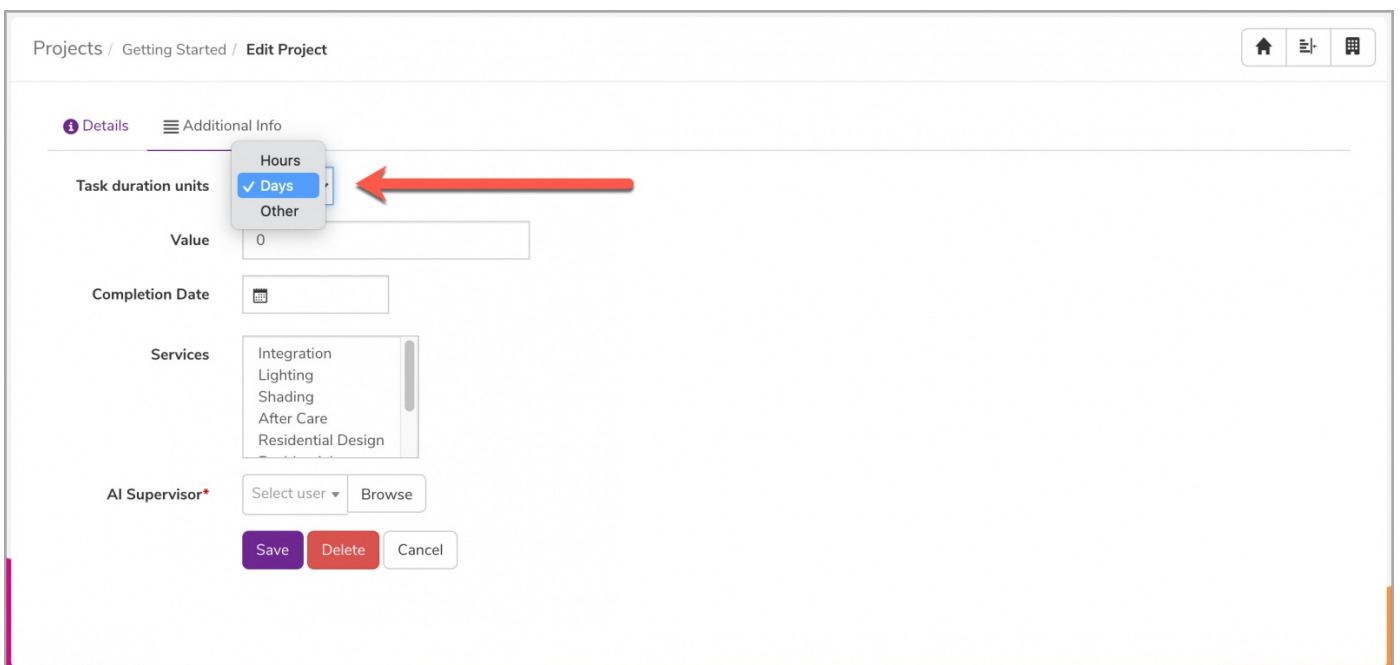 Projects / Getting Started / Edit Project
Details Additional Info
Hours
Task duration units ✓ Days
Other
Value 0
Completion Date
Services Integration
Lighting
Shading
After Care
Residential Design
AI Supervisor* Select user Browse
Save Delete Cancel